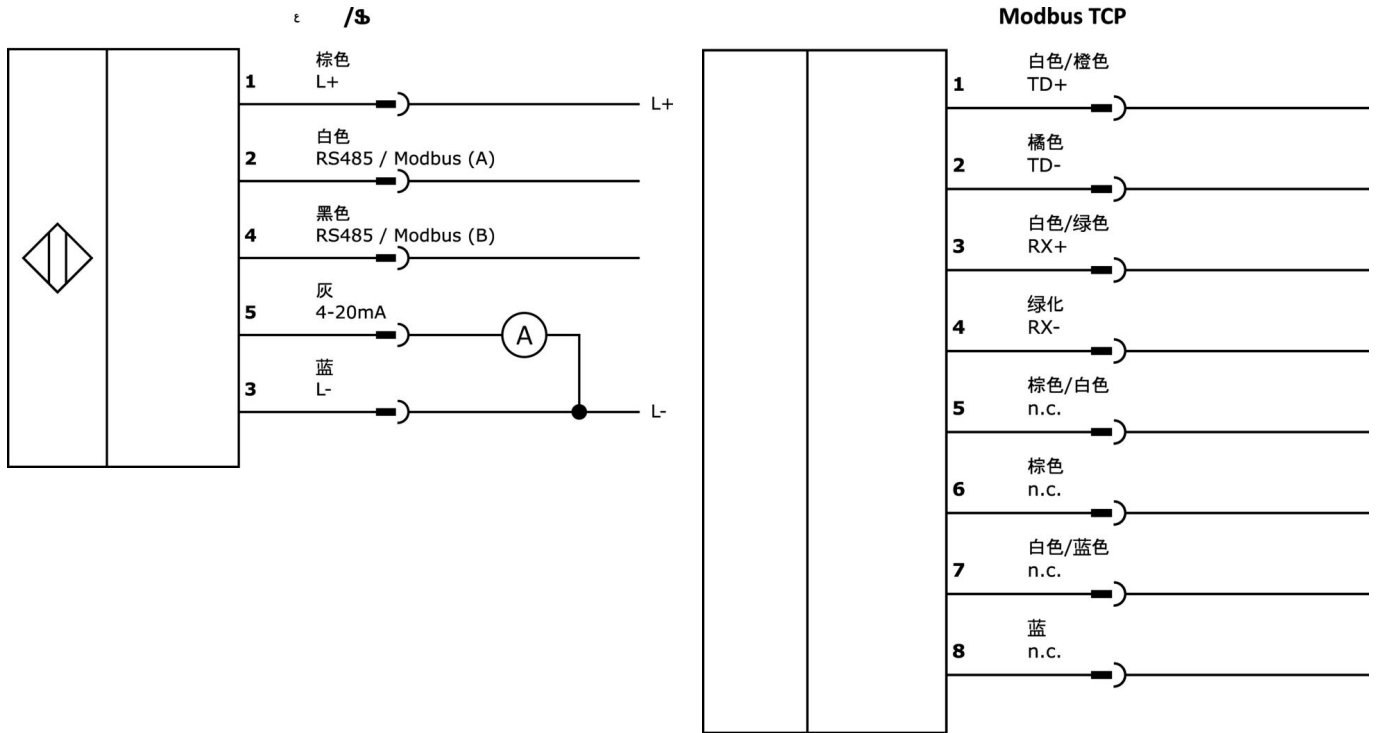 Modbus TCP
棕色
1
L+
L+
白色
2
RS485 / Modbus (A)
黑色
4
RS485 / Modbus (B)
灰
5
4-20mA
A
蓝
3
L-
L-
白色/橙色
1
TD+
橘色
2
TD-
白色/绿色
3
RX+
绿化
4
RX-
棕色/白色
5
n.c.
棕色
6
n.c.
白色/蓝色
7
n.c.
蓝
8
n.c.